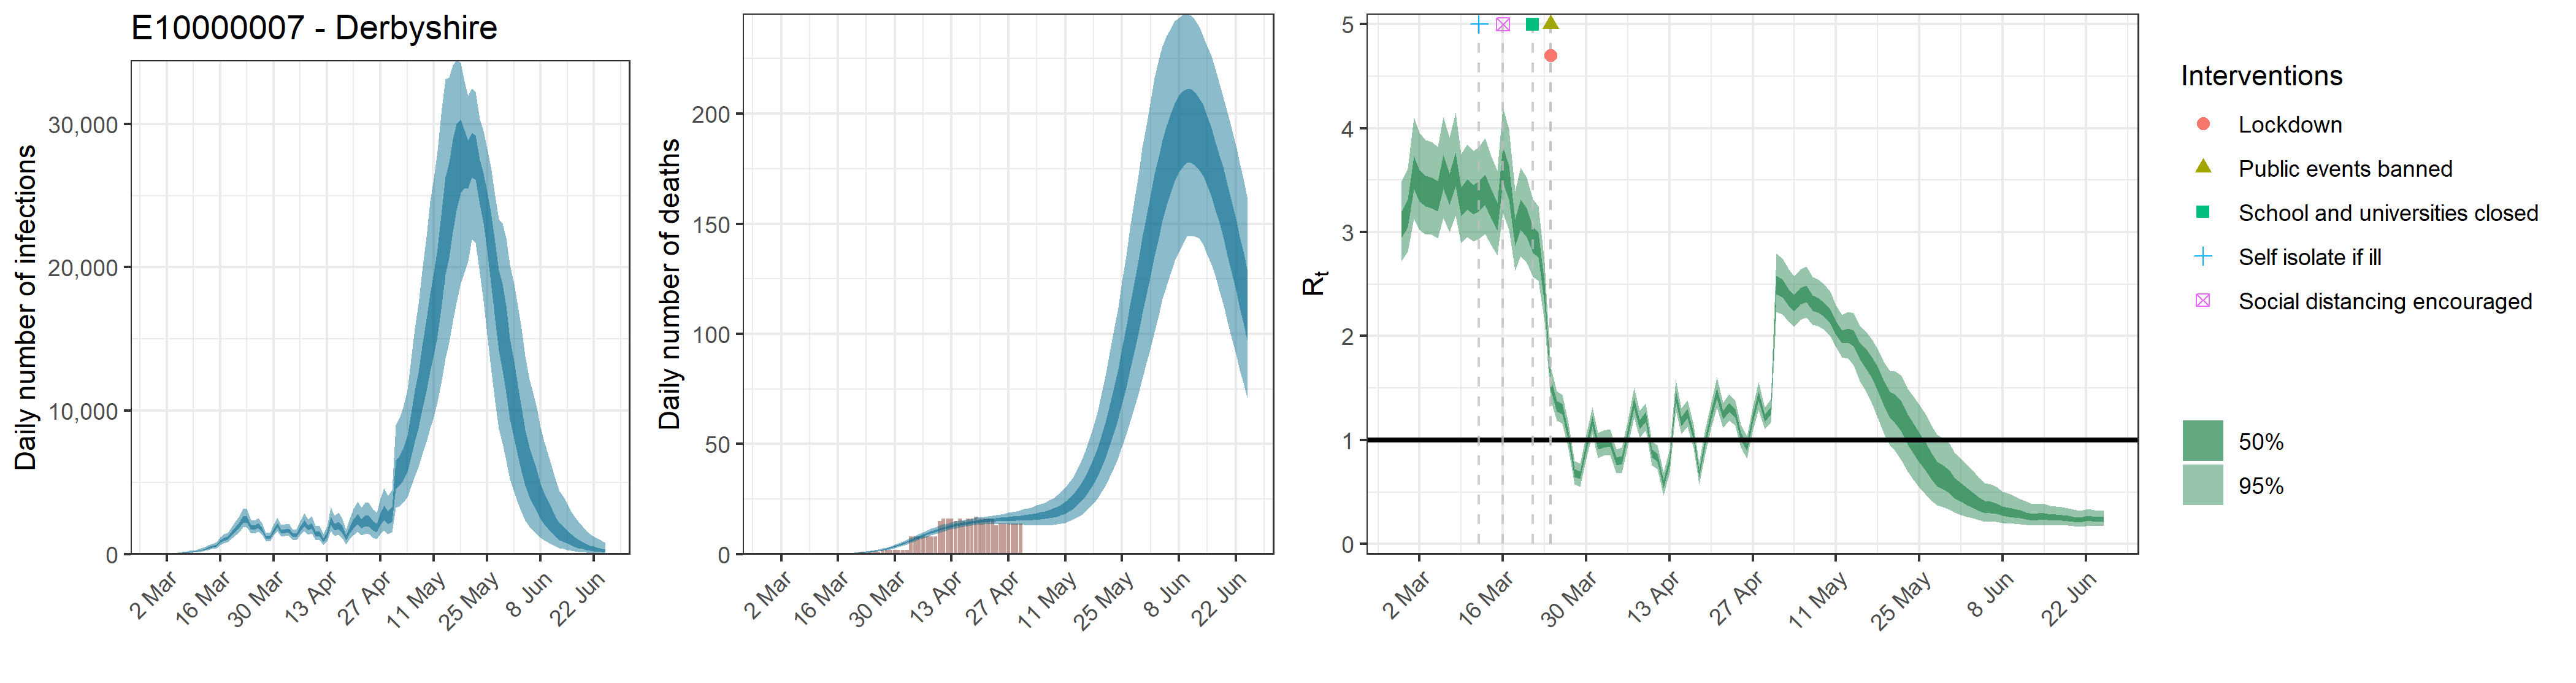 E10000007 - Derbyshire
Daily number of infections
30,000
20,000
10,000
0
2 Mar
16 Mar
30 Mar
13 Apr
27 Apr
11 May
25 May
8 Jun
22 Jun
Daily number of deaths
200
150
100
50
0
2 Mar
16 Mar
30 Mar
13 Apr
27 Apr
11 May
25 May
8 Jun
22 Jun
Rt
5
4
3
2
1
0
2 Mar
16 Mar
30 Mar
13 Apr
27 Apr
11 May
25 May
8 Jun
22 Jun
Interventions
Lockdown
Public events banned
School and universities closed
Self isolate if ill
Social distancing encouraged
50%
95%